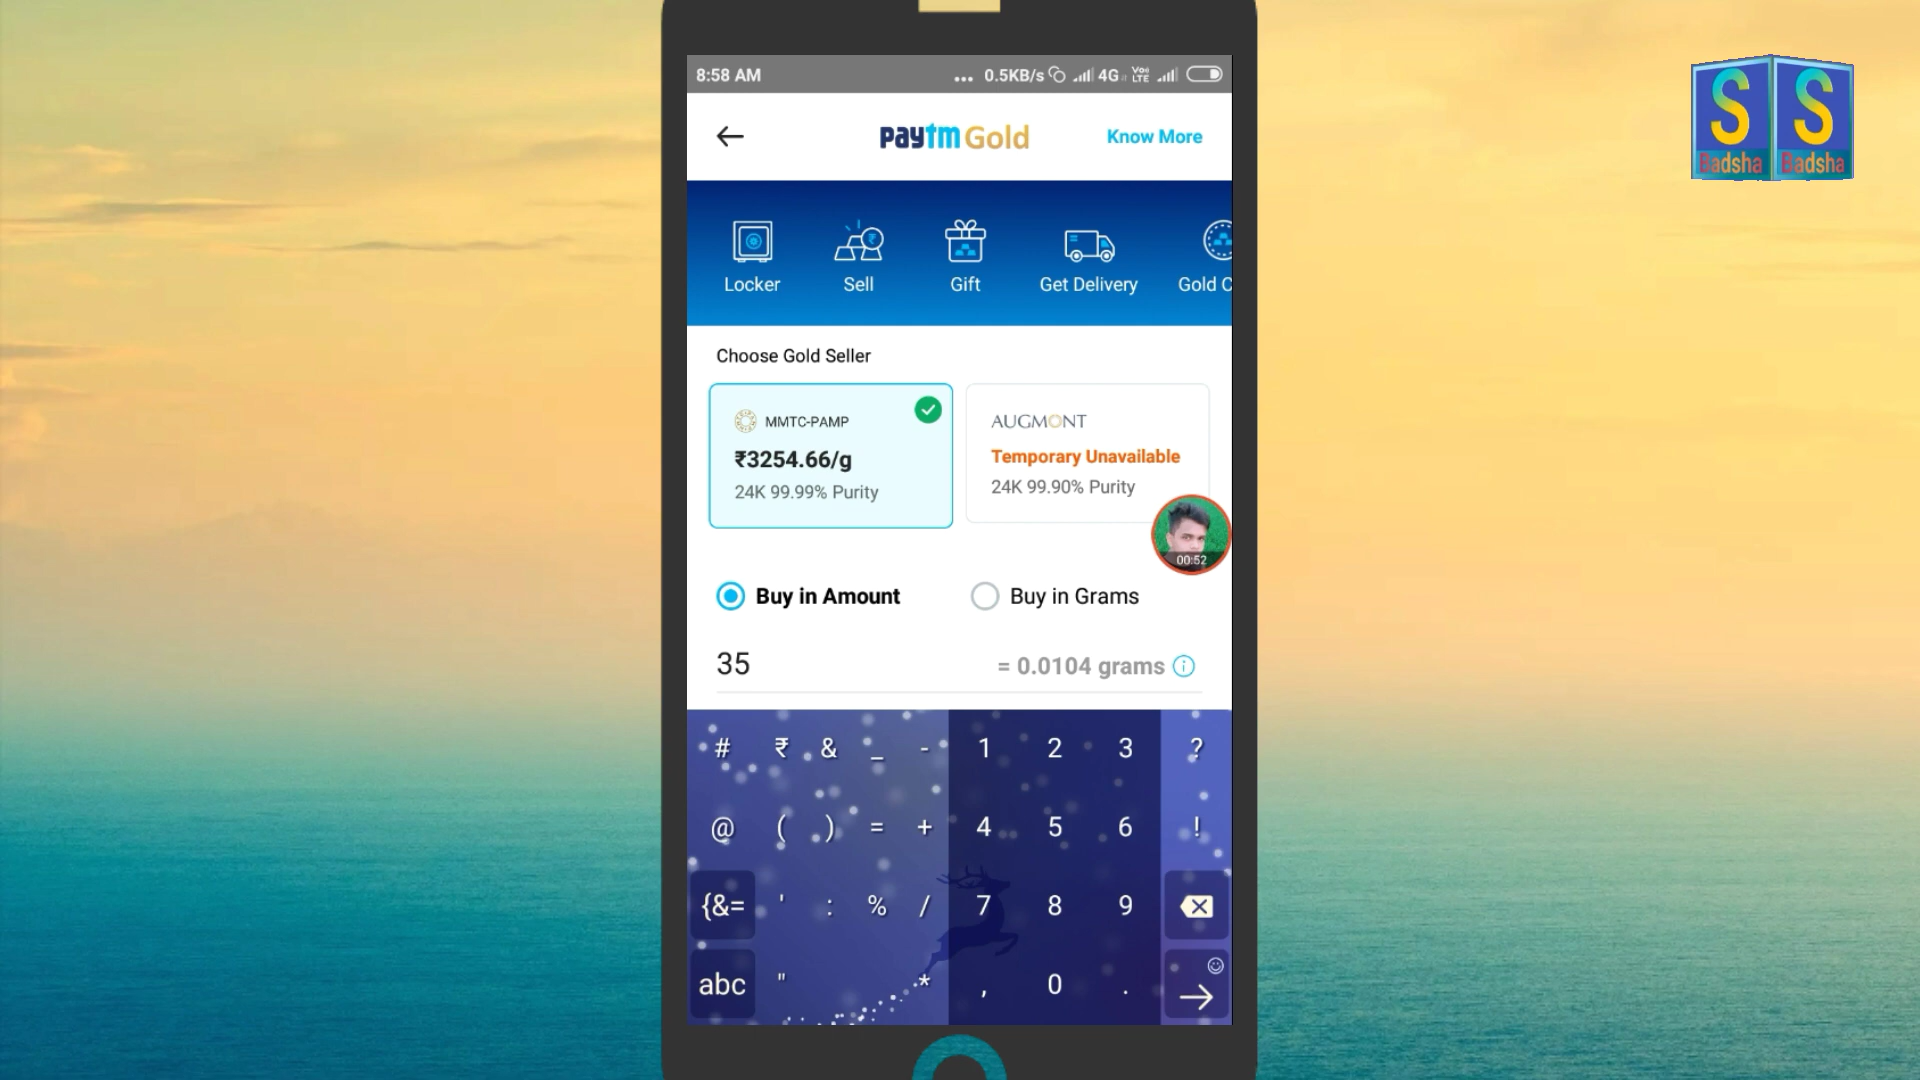 8:58 AM
... 0.5KB/s 4G Vo LTE
paytm Gold
Know More
Locker
Sell
Gift
Get Delivery
Gold C
Choose Gold Seller
MMTC-PAMP
₹3254.66/g
24K 99.99% Purity
AUGMONT
Temporary Unavailable
24K 99.90% Purity
00:52
Buy in Amount
Buy in Grams
35
= 0.0104 grams
# ₹ & _ - 1 2 3 ?
@ ( ) = + 4 5 6 !
{&= ' : % / 7 8 9
abc " * , 0 .
S S
Badsha Badsha